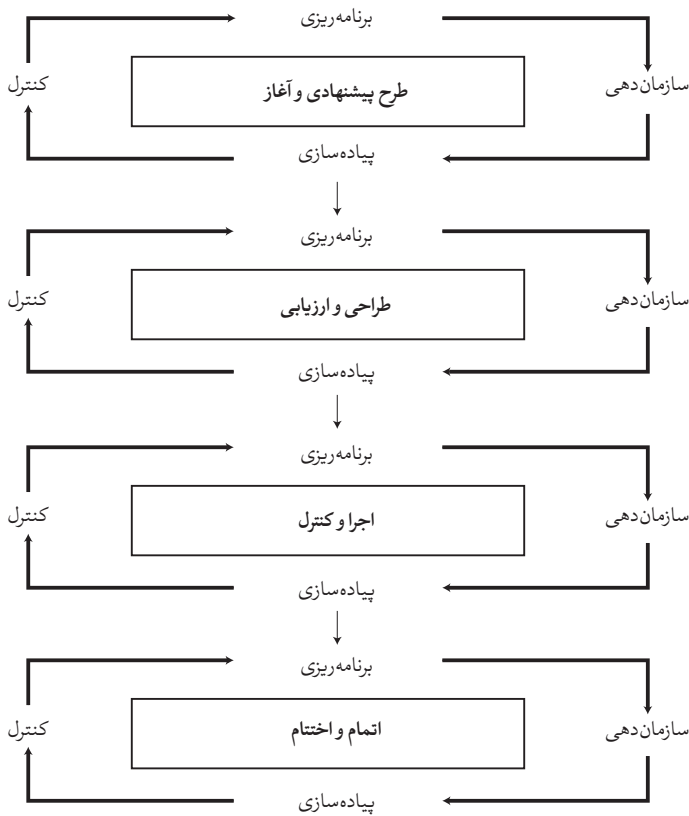 برنامه‌ریزی
سازمان‌دهی
کنترل
طرح پیشنهادی و آغاز
پیاده‌سازی
برنامه‌ریزی
سازمان‌دهی
کنترل
طراحی و ارزیابی
پیاده‌سازی
برنامه‌ریزی
سازمان‌دهی
کنترل
اجرا و کنترل
پیاده‌سازی
برنامه‌ریزی
سازمان‌دهی
کنترل
اتمام و اختتام
پیاده‌سازی